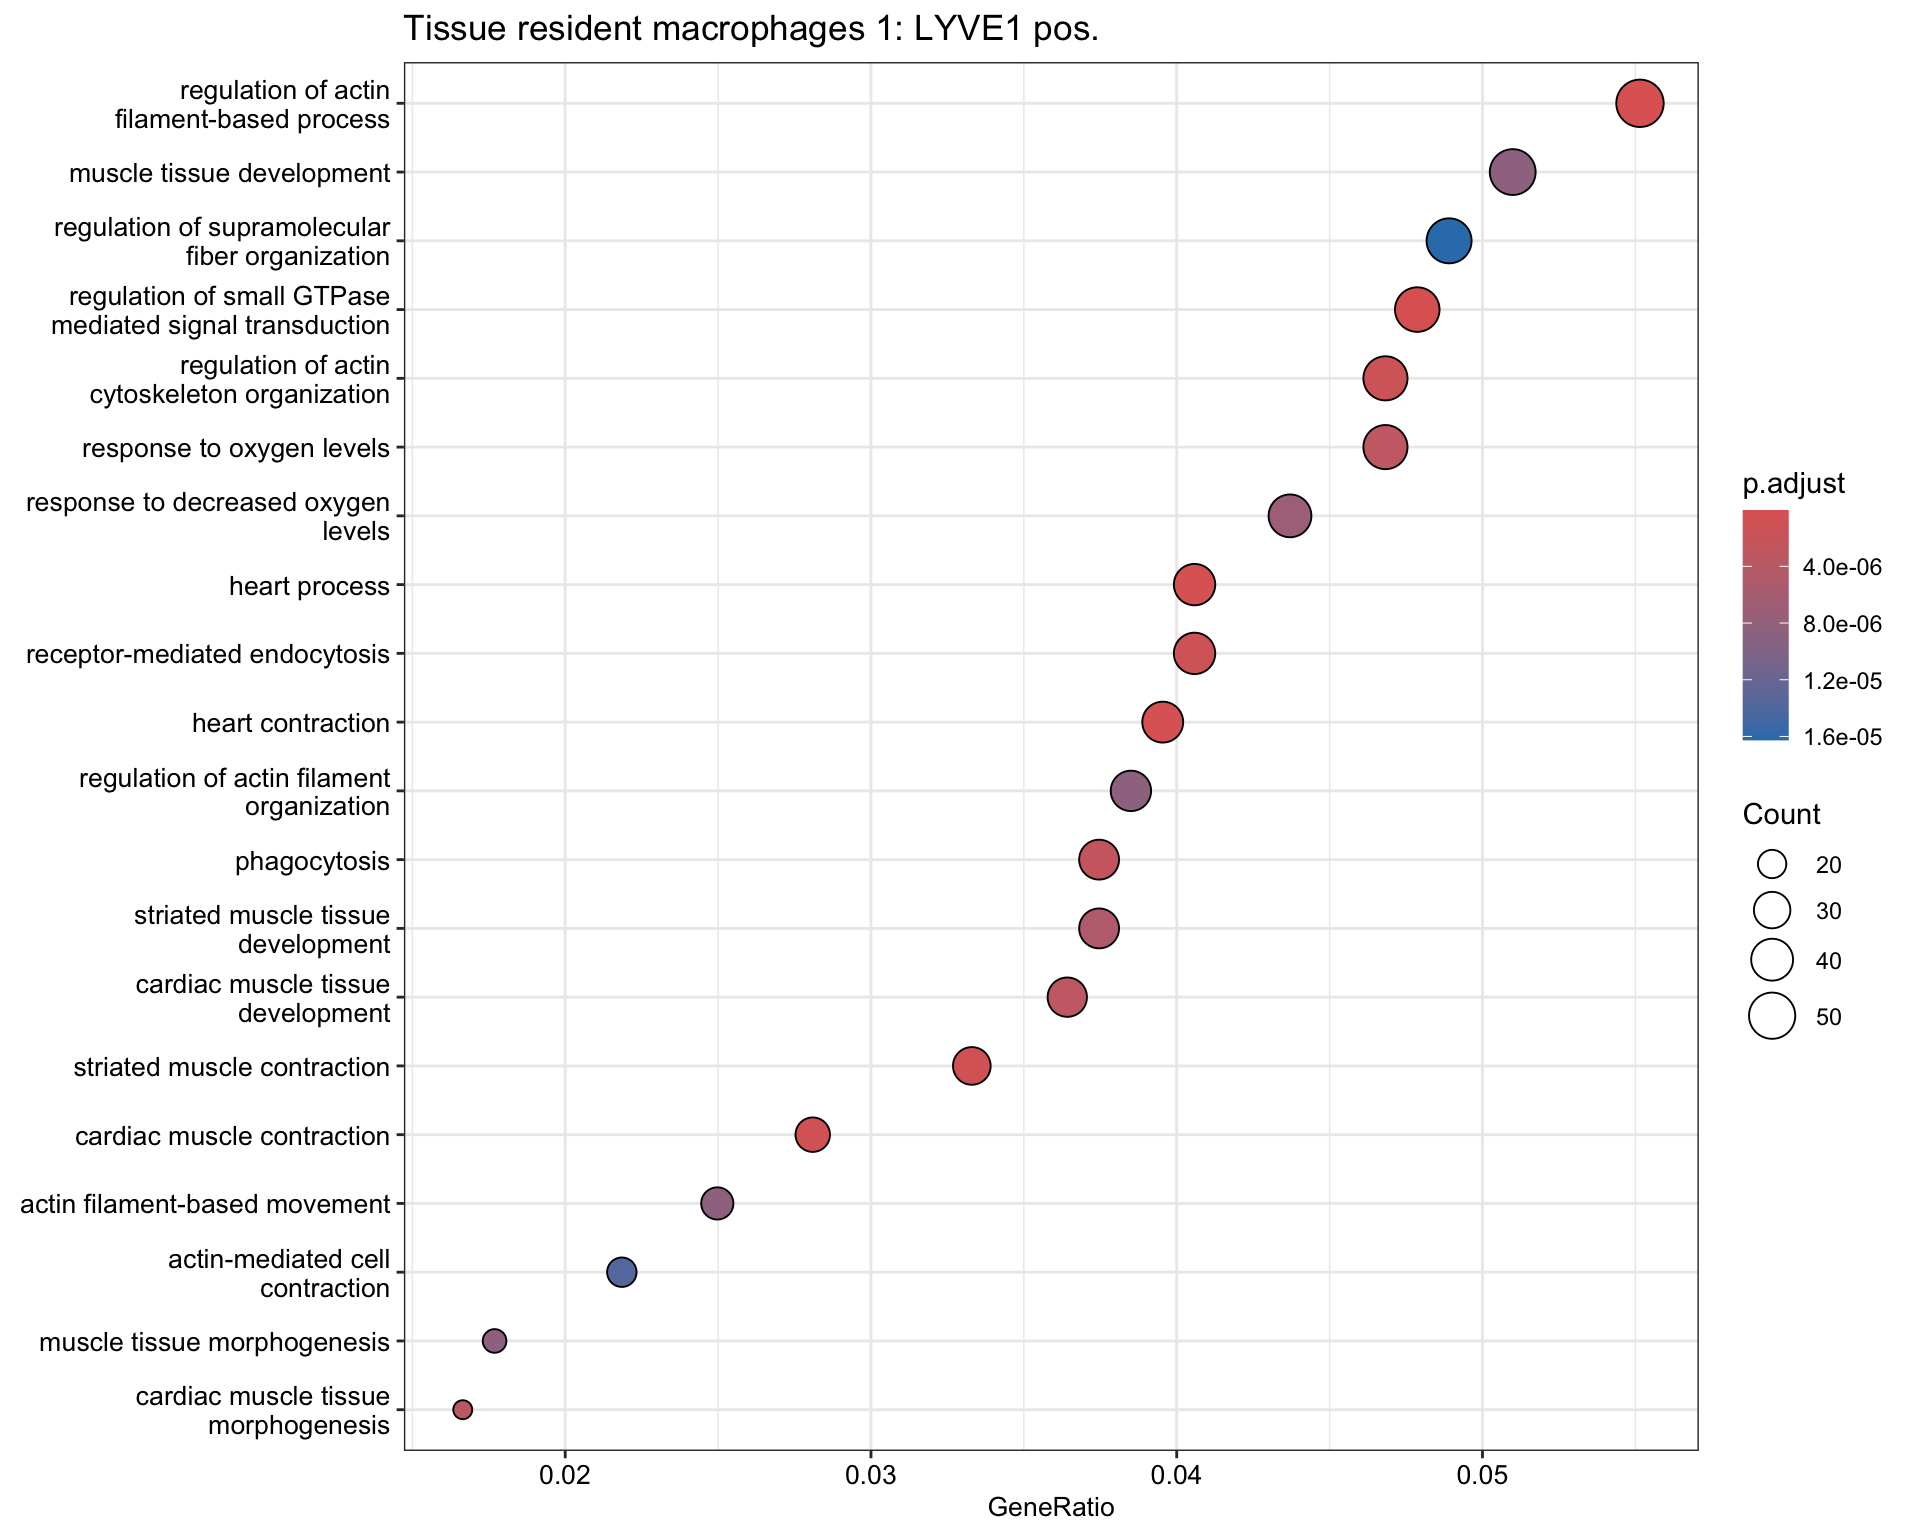 Tissue resident macrophages 1: LYVE1 pos.
regulation of actin
filament-based process
muscle tissue development
regulation of supramolecular
fiber organization
regulation of small GTPase
mediated signal transduction
regulation of actin
cytoskeleton organization
response to oxygen levels
response to decreased oxygen
levels
heart process
receptor-mediated endocytosis
heart contraction
regulation of actin filament
organization
phagocytosis
striated muscle tissue
development
cardiac muscle tissue
development
striated muscle contraction
cardiac muscle contraction
actin filament-based movement
actin-mediated cell
contraction
muscle tissue morphogenesis
cardiac muscle tissue
morphogenesis
0.02 0.03 0.04 0.05
GeneRatio
p.adjust
4.0e-06
8.0e-06
1.2e-05
1.6e-05
Count
20
30
40
50